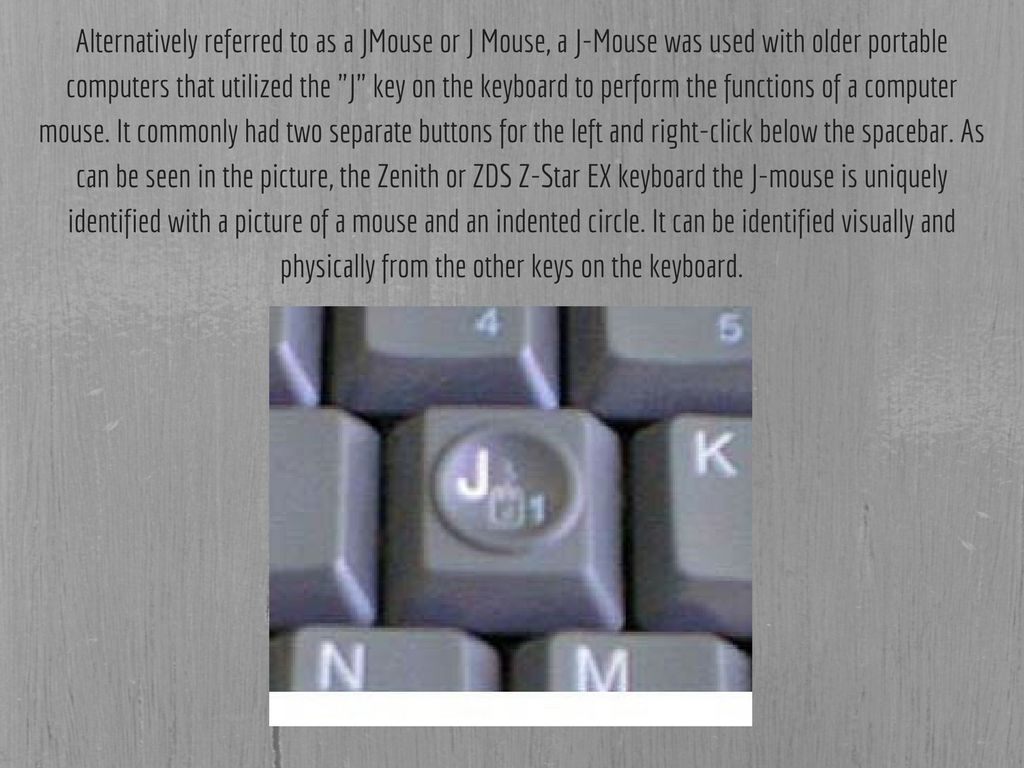 Alternatively referred to as a JMouse or J Mouse, a J-Mouse was used with older portable
computers that utilized the "J" key on the keyboard to perform the functions of a computer
mouse. It commonly had two separate buttons for the left and right-click below the spacebar. As
can be seen in the picture, the Zenith or ZDS Z-Star EX keyboard the J-mouse is uniquely
identified with a picture of a mouse and an indented circle. It can be identified visually and
physically from the other keys on the keyboard.
4 5
J 1 K
N M